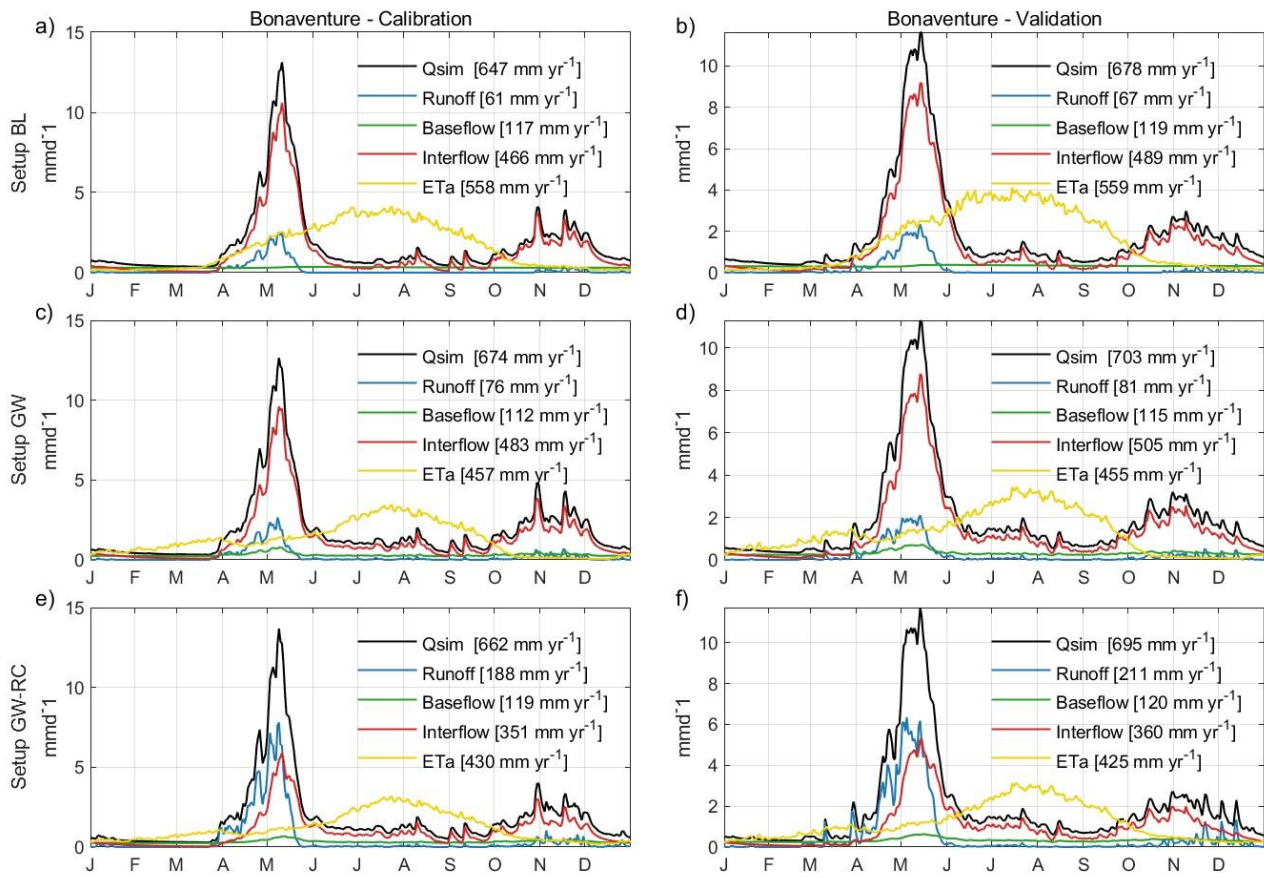 Bonaventure - Calibration
Bonaventure - Validation
a)
15
10
5
0
Setup BL
mmd^-1
Qsim [647 mm yr-1]
Runoff [61 mm yr-1]
Baseflow [117 mm yr-1]
Interflow [466 mm yr-1]
ETa [558 mm yr-1]
J F M A M J J A S O N D
b)
10
8
6
4
2
0
mmd^-1
Qsim [678 mm yr-1]
Runoff [67 mm yr-1]
Baseflow [119 mm yr-1]
Interflow [489 mm yr-1]
ETa [559 mm yr-1]
J F M A M J J A S O N D
c)
15
10
5
0
Setup GW
mmd^-1
Qsim [674 mm yr-1]
Runoff [76 mm yr-1]
Baseflow [112 mm yr-1]
Interflow [483 mm yr-1]
ETa [457 mm yr-1]
J F M A M J J A S O N D
d)
10
8
6
4
2
0
mmd^-1
Qsim [703 mm yr-1]
Runoff [81 mm yr-1]
Baseflow [115 mm yr-1]
Interflow [505 mm yr-1]
ETa [455 mm yr-1]
J F M A M J J A S O N D
e)
15
10
5
0
Setup GW-RC
mmd^-1
Qsim [662 mm yr-1]
Runoff [188 mm yr-1]
Baseflow [119 mm yr-1]
Interflow [351 mm yr-1]
ETa [430 mm yr-1]
J F M A M J J A S O N D
f)
10
8
6
4
2
0
mmd^-1
Qsim [695 mm yr-1]
Runoff [211 mm yr-1]
Baseflow [120 mm yr-1]
Interflow [360 mm yr-1]
ETa [425 mm yr-1]
J F M A M J J A S O N D